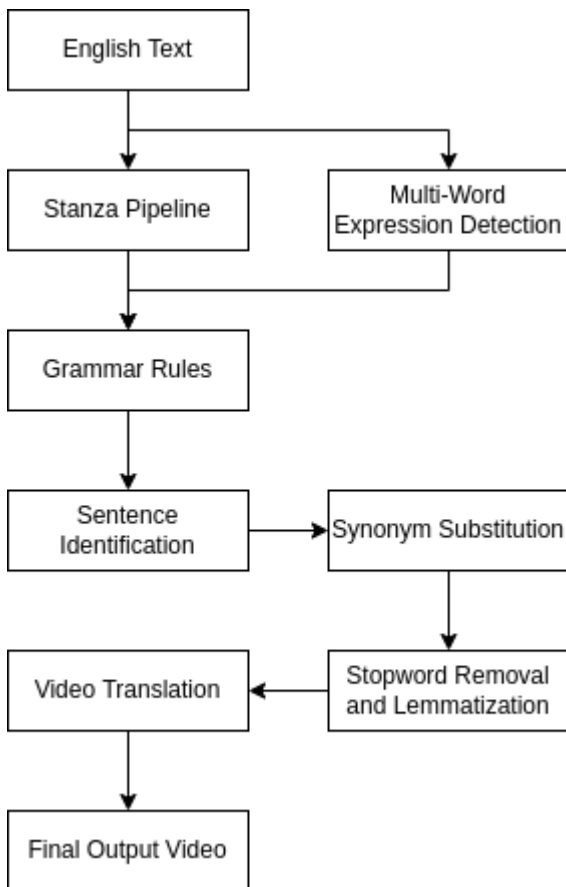 English Text
Stanza Pipeline
Multi-Word
Expression Detection
Grammar Rules
Sentence
Identification
Synonym Substitution
Video Translation
Stopword Removal
and Lemmatization
Final Output Video